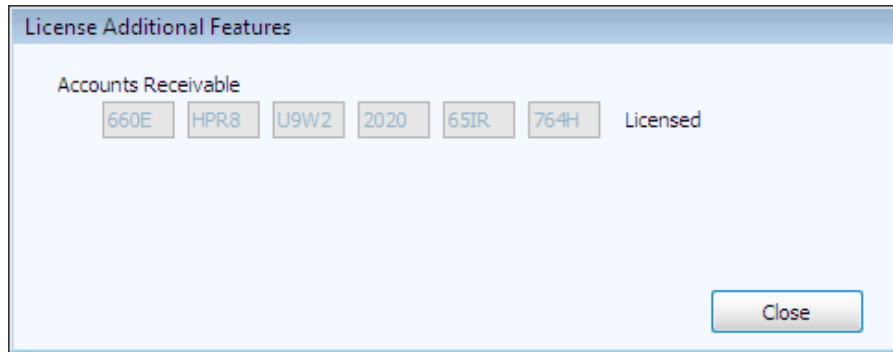 License Additional Features
Accounts Receivable
660E HPR8 U9W2 2020 65IR 764H Licensed
Close